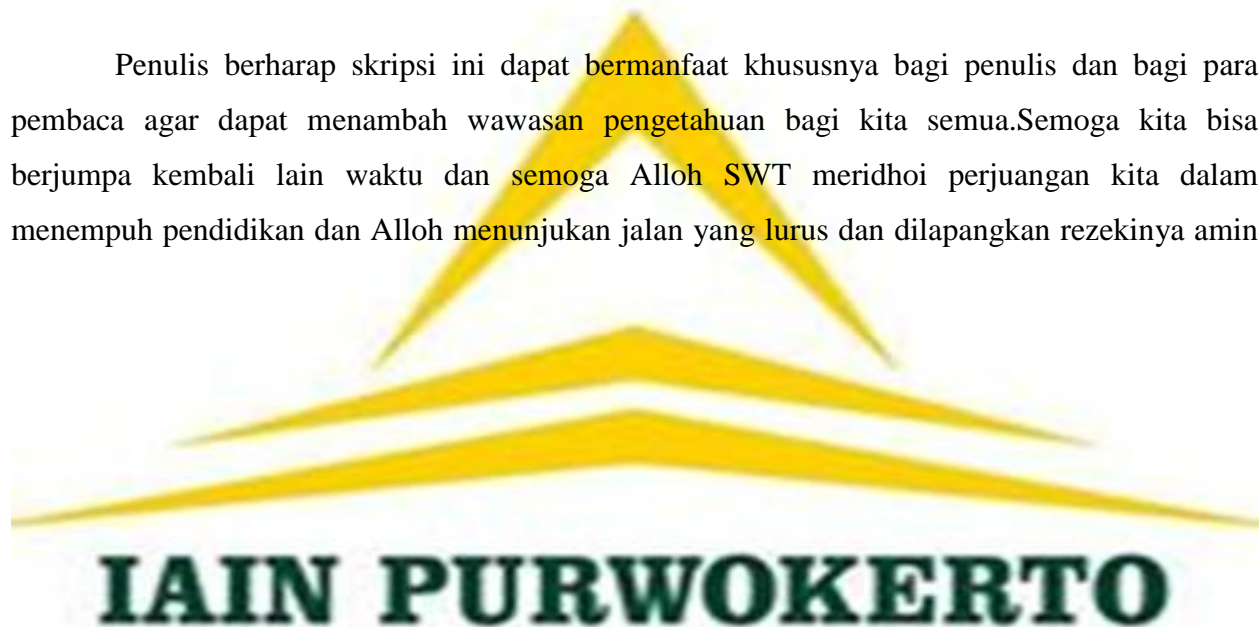 Penulis berharap skripsi ini dapat bermanfaat khususnya bagi penulis dan bagi para
pembaca agar dapat menambah wawasan pengetahuan bagi kita semua.Semoga kita bisa
berjumpa kembali lain waktu dan semoga Alloh SWT meridhoi perjuangan kita dalam
menempuh pendidikan dan Alloh menunjukan jalan yang lurus dan dilapangkan rezekinya amin
IAIN PURWOKERTO